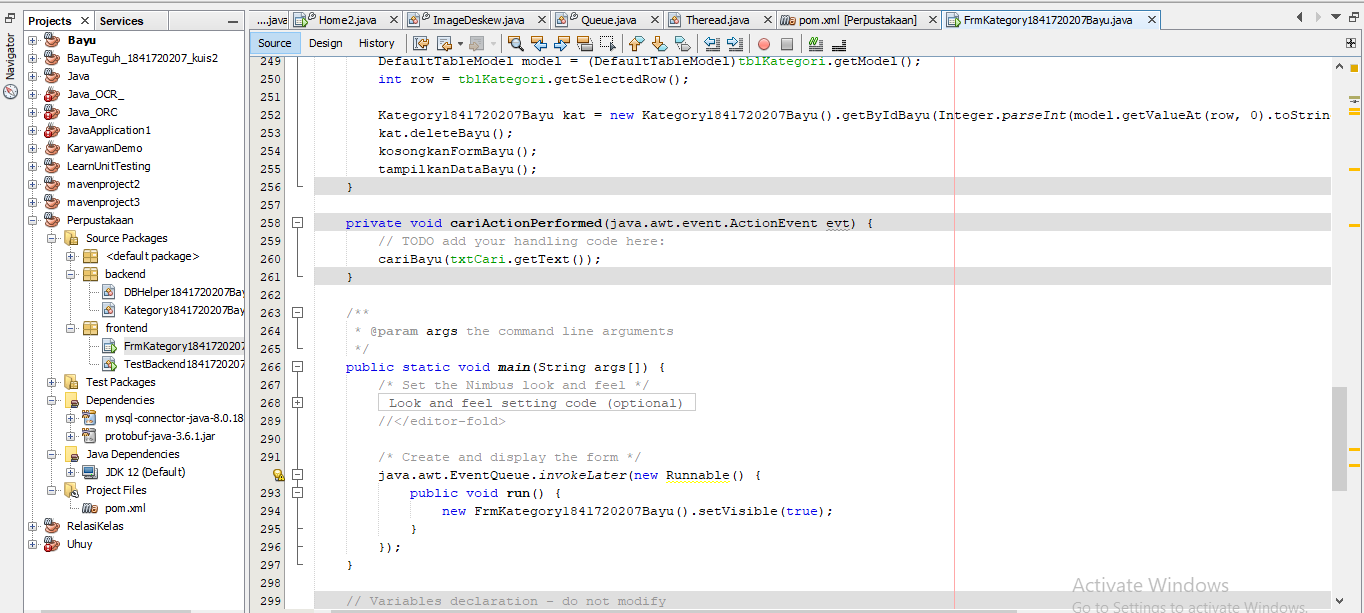 Projects
Services
Navigator
Bayu
BayuTeguh_1841720207_kuis2
Java
Java_OCR_
Java_ORC
JavaApplication1
KaryawanDemo
LearnUnitTesting
mavenproject2
mavenproject3
Perpustakaan
Source Packages
<default package>
backend
DBHelper1841720207Bay
Kategory1841720207Bay
frontend
FrmKategory1841720207
TestBackend1841720207
Test Packages
Dependencies
mysql-connector-java-8.0.18
protobuf-java-3.6.1.jar
Java Dependencies
JDK 12 (Default)
Project Files
pom.xml
RelasiKelas
Uhuy
....java Home2.java ImageDeskew.java Queue.java Theread.java pom.xml [Perpustakaan] FrmKategory1841720207Bayu.java
Source Design History
249 DefaultTableModel model = (DefaultTableModel)tblKategori.getModel();
250 int row = tblKategori.getSelectedRow();
251
252 Kategory1841720207Bayu kat = new Kategory1841720207Bayu().getByIdBayu(Integer.parseInt(model.getValueAt(row, 0).toStrin
253 kat.deleteBayu();
254 kosongkanFormBayu();
255 tampilkanDataBayu();
256 }
257
258 private void cariActionPerformed(java.awt.event.ActionEvent evt) {
259 // TODO add your handling code here:
260 cariBayu(txtCari.getText());
261 }
262
263 /**
264 * @param args the command line arguments
265 */
266 public static void main(String args[]) {
267 /* Set the Nimbus look and feel */
268 Look and feel setting code (optional)
289 //</editor-fold>
290
291 /* Create and display the form */
java.awt.EventQueue.invokeLater(new Runnable() {
293 public void run() {
294 new FrmKategory1841720207Bayu().setVisible(true);
295 }
296 });
297 }
298
299 // Variables declaration - do not modify
Activate Windows
Go to Settings to activate Windows.